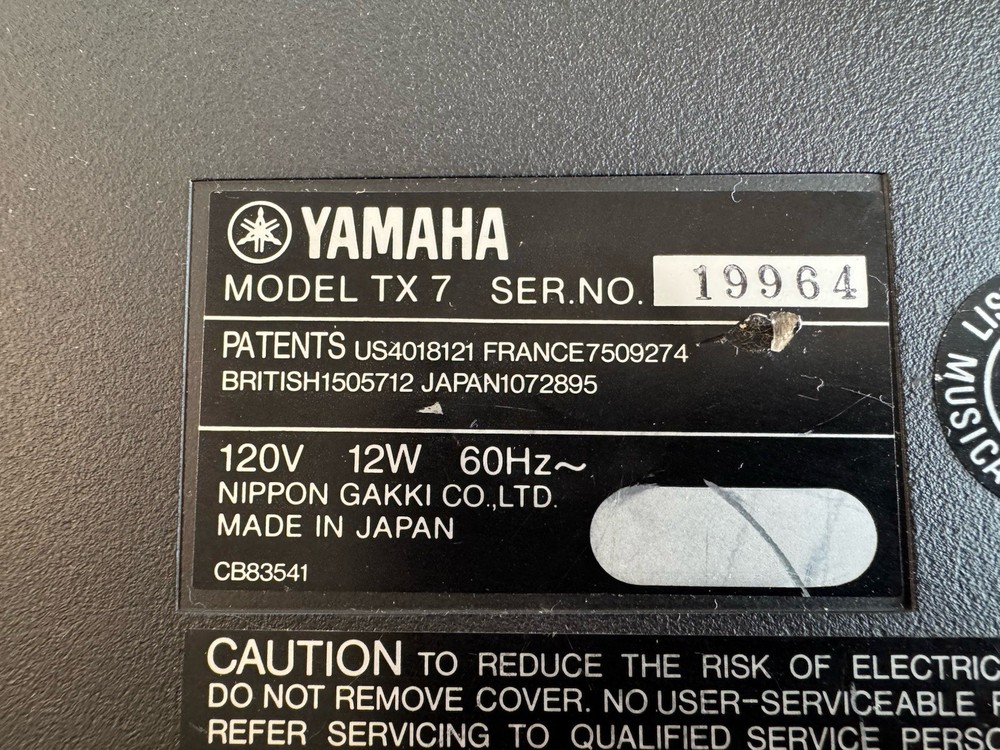 YAMAHA
MODEL TX 7 SER.NO. 19964
PATENTS US4018121 FRANCE7509274
BRITISH1505712 JAPAN1072895
120V 12W 60Hz~
NIPPON GAKKI CO.,LTD.
MADE IN JAPAN
CB83541
CAUTION TO REDUCE THE RISK OF ELECTRIC
DO NOT REMOVE COVER. NO USER-SERVICEABLE
REFER SERVICING TO QUALIFIED SERVICE